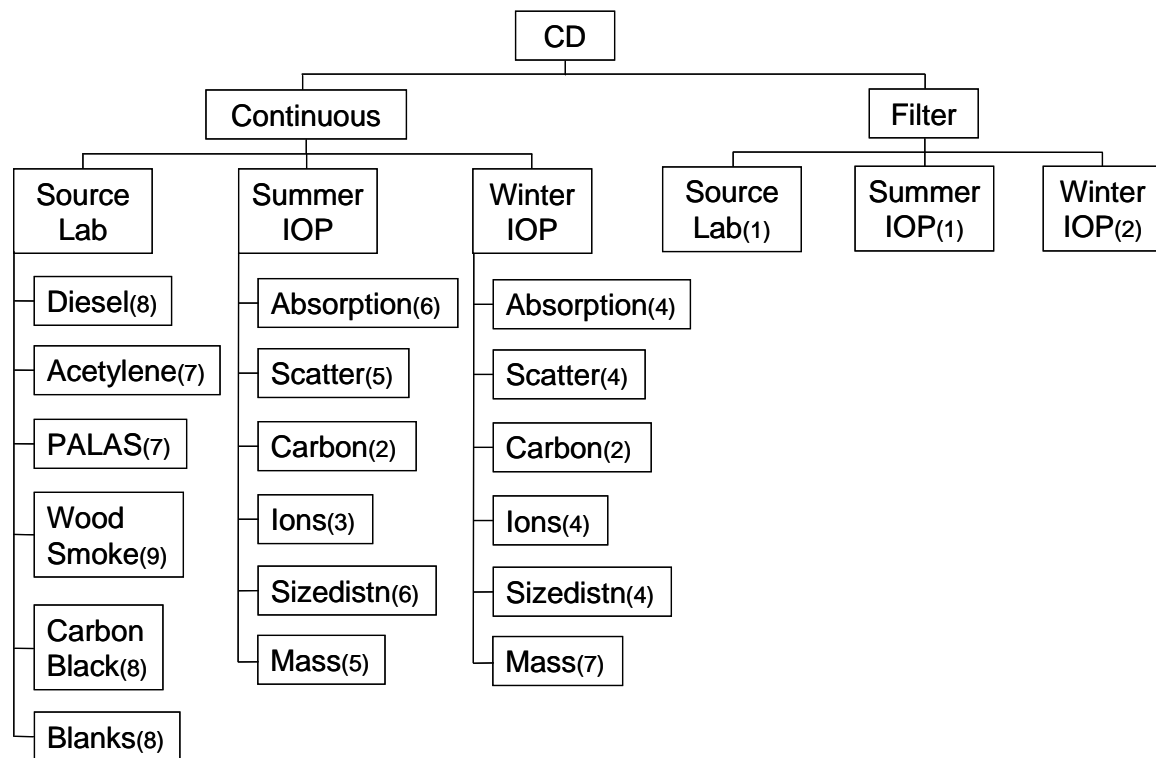 CD
Continuous
Filter
Source
Lab
Summer
IOP
Winter
IOP
Source
Lab(1)
Summer
IOP(1)
Winter
IOP(2)
Diesel(8)
Acetylene(7)
PALAS(7)
Wood
Smoke(9)
Carbon
Black(8)
Blanks(8)
Absorption(6)
Scatter(5)
Carbon(2)
Ions(3)
Sizedistn(6)
Mass(5)
Absorption(4)
Scatter(4)
Carbon(2)
Ions(4)
Sizedistn(4)
Mass(7)